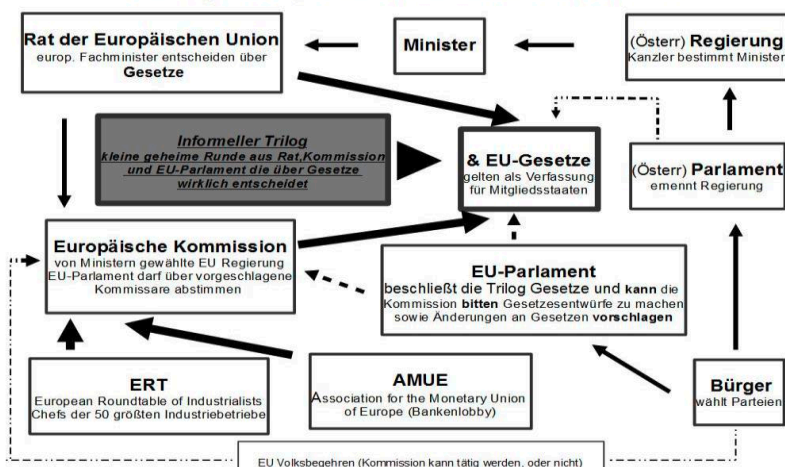 Rat der Europäischen Union
europ. Fachminister entscheiden über
Gesetze
Minister
(Österr) Regierung
Kanzler bestimmt Minister
Informeller Trilog
kleine geheime Runde aus Rat,Kommission
und EU-Parlament die über Gesetze
wirklich entscheidet
& EU-Gesetze
gelten als Verfassung
für Mitgliedsstaaten
(Österr) Parlament
ernennt Regierung
Europäische Kommission
von Ministern gewählte EU Regierung
EU-Parlament darf über vorgeschlagene
Kommissare abstimmen
EU-Parlament
beschließt die Trilog Gesetze und kann die
Kommission bitten Gesetzesentwürfe zu machen
sowie Änderungen an Gesetzen vorschlagen
ERT
European Roundtable of Industrialists
Chefs der 50 größten Industriebetriebe
AMUE
Association for the Monetary Union
of Europe (Bankenlobby)
Bürger
wählt Parteien
EU Volksbegehren (Kommission kann tätig werden, oder nicht)